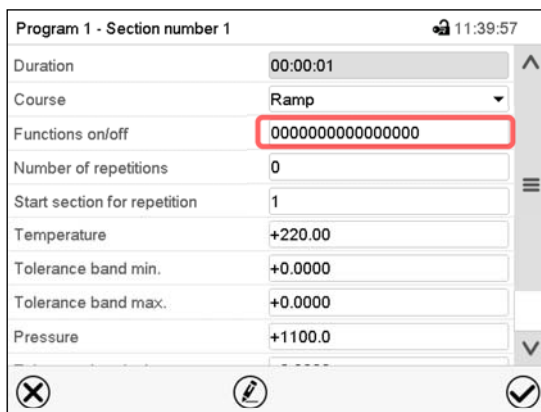 Program 1 - Section number 1 11:39:57
Duration 00:00:01
Course Ramp
Functions on/off 0000000000000000
Number of repetitions 0
Start section for repetition 1
Temperature +220.00
Tolerance band min. +0.0000
Tolerance band max. +0.0000
Pressure +1100.0